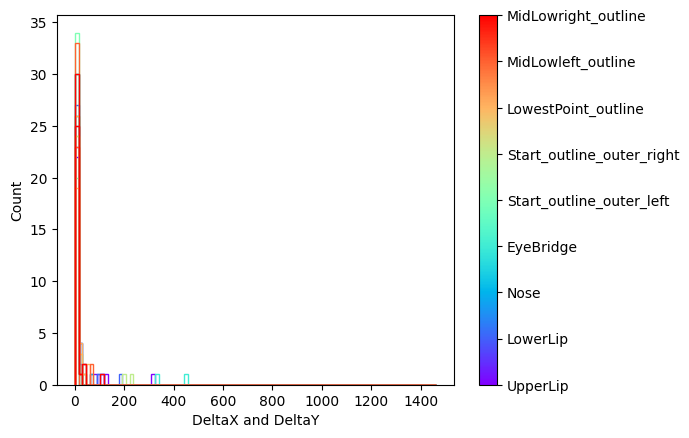 35
30
25
20
15
10
5
0
Count
0 200 400 600 800 1000 1200 1400
DeltaX and DeltaY
MidLowright_outline
MidLowleft_outline
LowestPoint_outline
Start_outline_outer_right
Start_outline_outer_left
EyeBridge
Nose
LowerLip
UpperLip